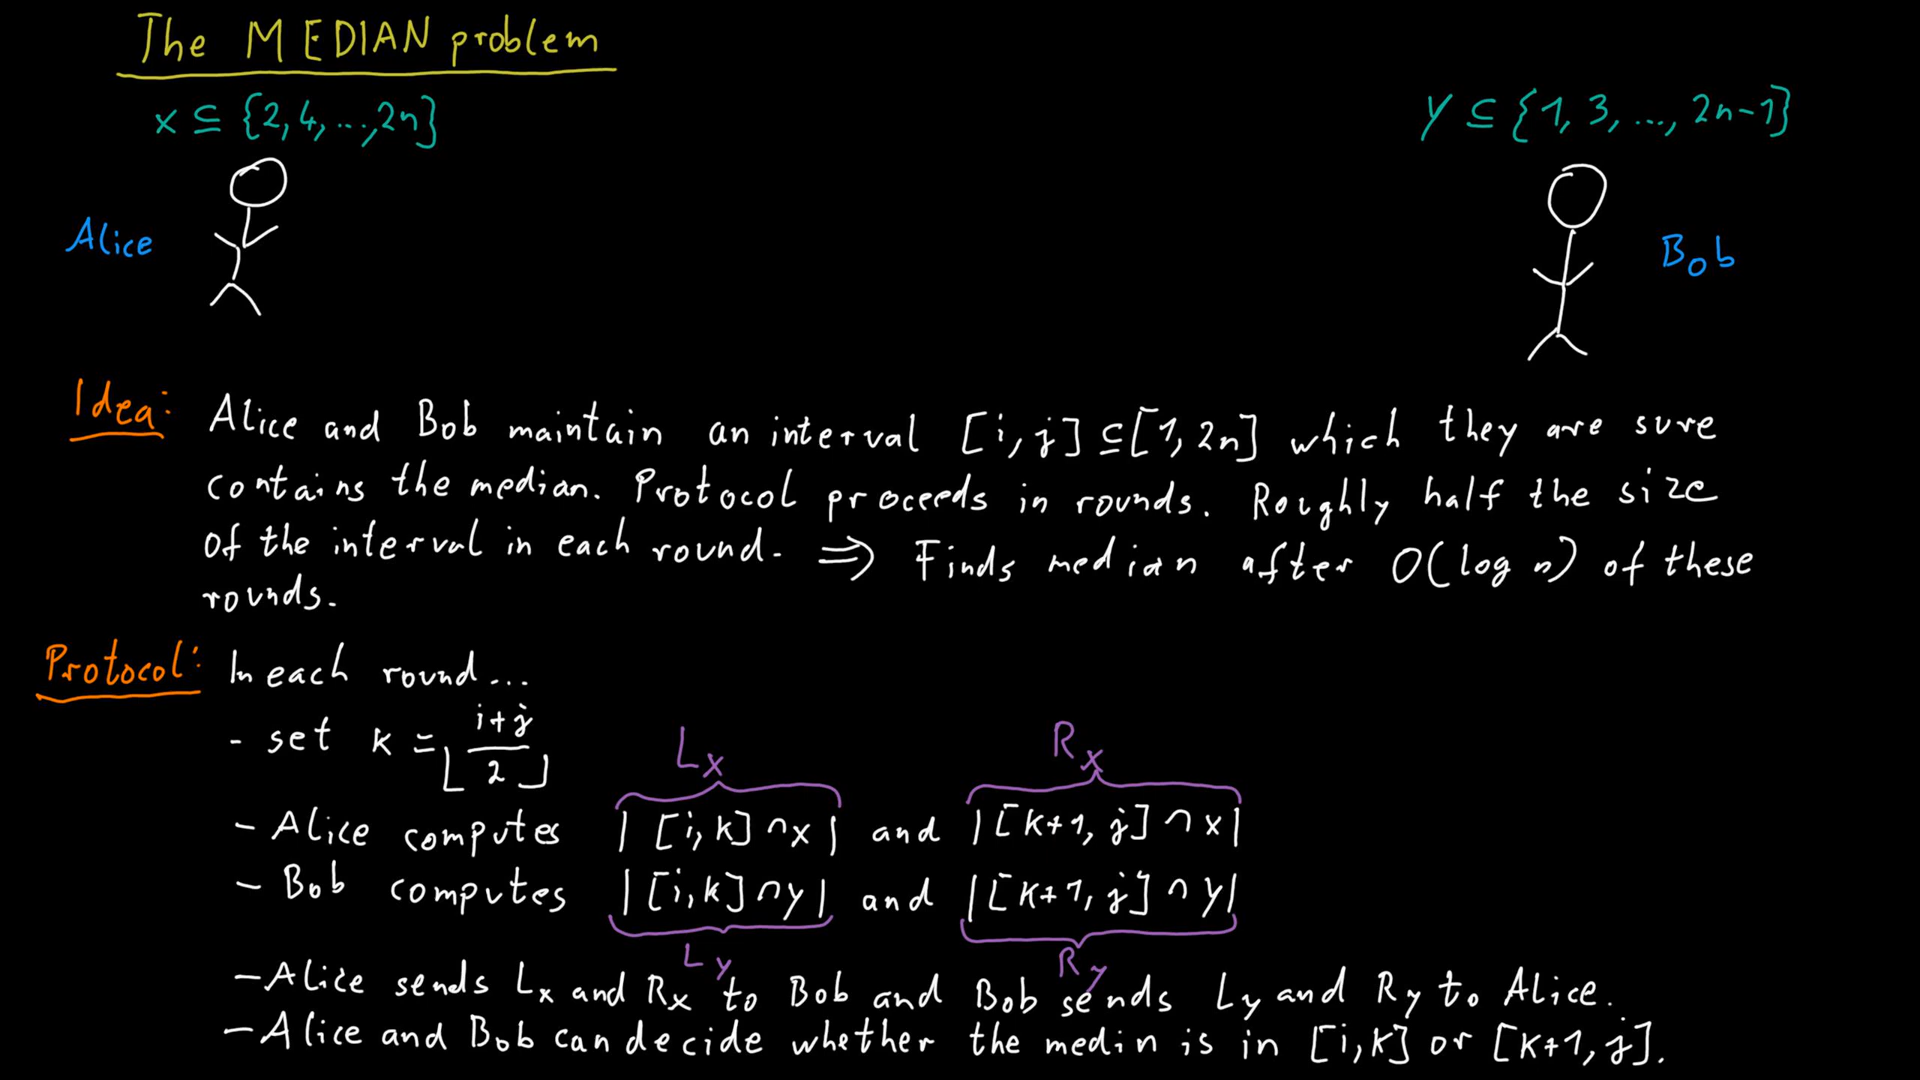 The MEDIAN problem
x ⊆ {2,4,...,2n}
y ⊆ {1, 3, ..., 2n-1}
Alice
Bob
Idea: Alice and Bob maintain an interval [i,j] ⊆ [1,2n] which they are sure
contains the median. Protocol proceeds in rounds. Roughly half the size
of the interval in each round. ⇒ Finds median after O(log n) of these
rounds.
Protocol: In each round...
- set k = ⌊(i+j)/2⌋
Lx Rx
- Alice computes |[i,k]∩x| and |[k+1,j]∩x|
- Bob computes |[i,k]∩y| and |[k+1,j]∩y|
Ly Ry
- Alice sends Lx and Rx to Bob and Bob sends Ly and Ry to Alice.
- Alice and Bob can decide whether the medin is in [i,k] or [k+1,j].